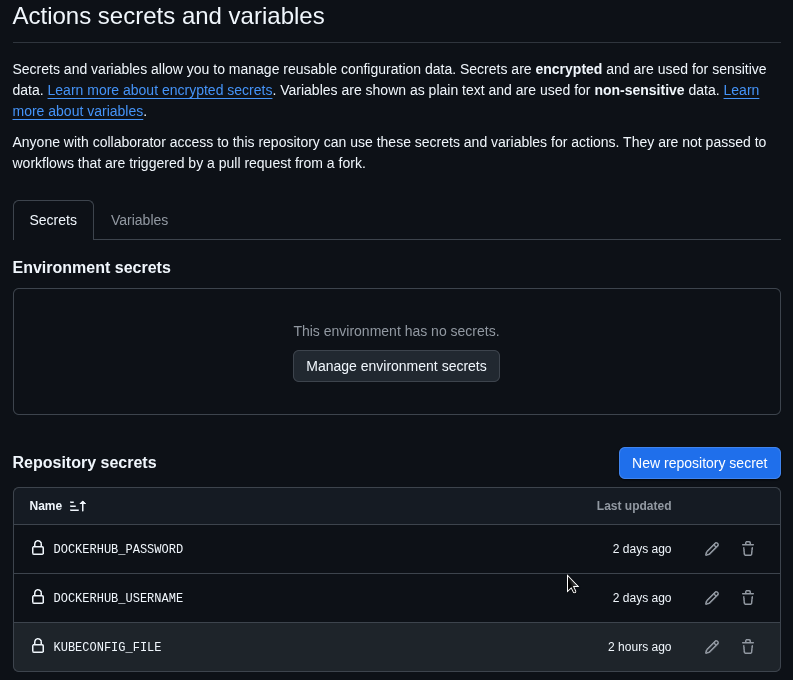 Actions secrets and variables
Secrets and variables allow you to manage reusable configuration data. Secrets are encrypted and are used for sensitive
data. Learn more about encrypted secrets. Variables are shown as plain text and are used for non-sensitive data. Learn
more about variables.
Anyone with collaborator access to this repository can use these secrets and variables for actions. They are not passed to
workflows that are triggered by a pull request from a fork.
Secrets Variables
Environment secrets
This environment has no secrets.
Manage environment secrets
Repository secrets New repository secret
Name Last updated
DOCKERHUB_PASSWORD 2 days ago
DOCKERHUB_USERNAME 2 days ago
KUBECONFIG_FILE 2 hours ago